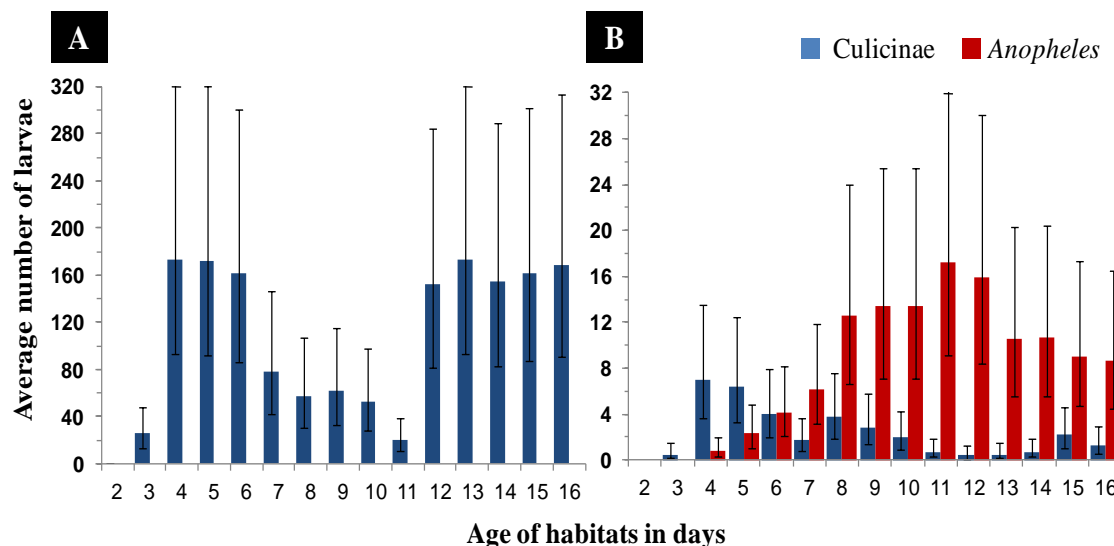 A
B
Culicinae Anopheles
Average number of larvae
320
280
240
200
160
120
80
40
0
2 3 4 5 6 7 8 9 10 11 12 13 14 15 16
32
28
24
20
16
12
8
4
0
2 3 4 5 6 7 8 9 10 11 12 13 14 15 16
Age of habitats in days